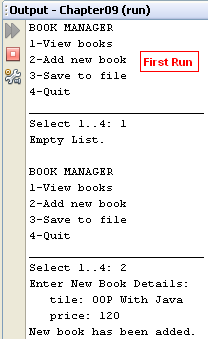 Output - Chapter09 (run)
BOOK MANAGER
1-View books
2-Add new book
First Run
3-Save to file
4-Quit
Select 1..4: 1
Empty List.
BOOK MANAGER
1-View books
2-Add new book
3-Save to file
4-Quit
Select 1..4: 2
Enter New Book Details:
tile: OOP With Java
price: 120
New book has been added.